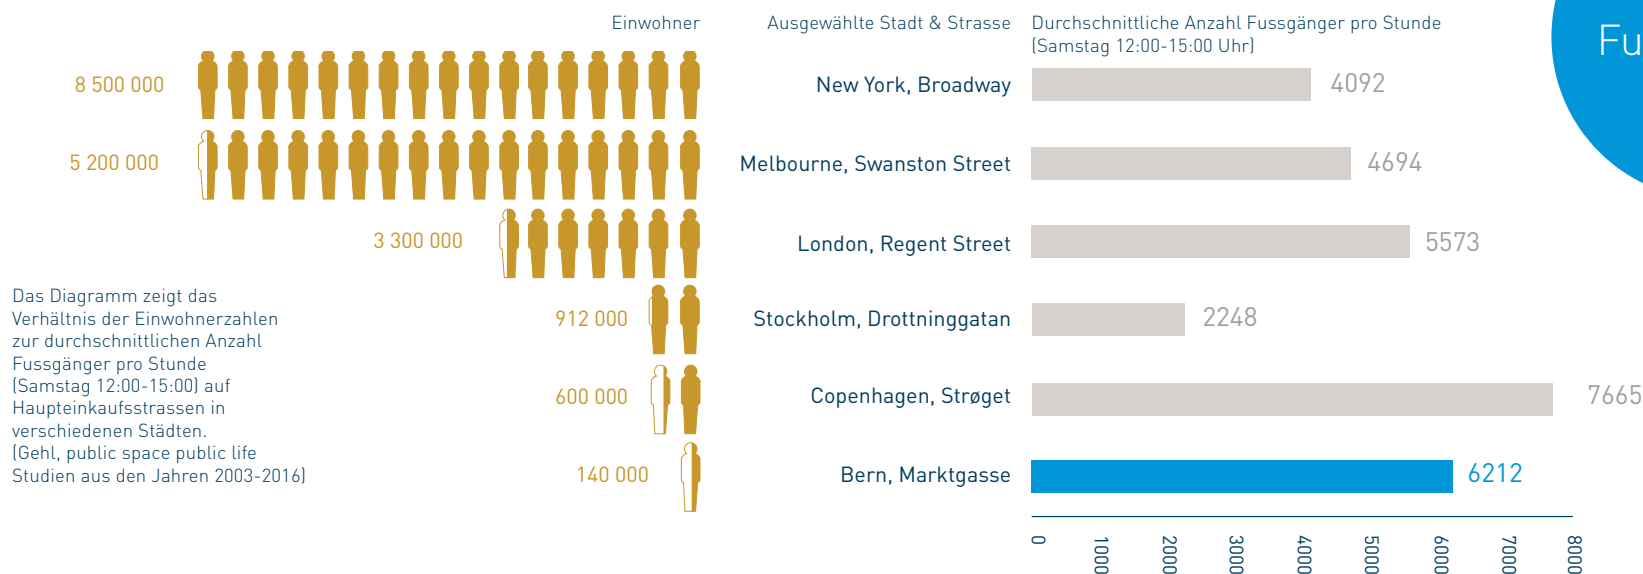 Einwohner
Ausgewählte Stadt & Strasse
Durchschnittliche Anzahl Fussgänger pro Stunde
(Samstag 12:00-15:00 Uhr)
Fu
8 500 000
New York, Broadway
4092
5 200 000
Melbourne, Swanston Street
4694
3 300 000
London, Regent Street
5573
912 000
Stockholm, Drottninggatan
2248
600 000
Copenhagen, Strøget
7665
140 000
Bern, Marktgasse
6212
0
1000
2000
3000
4000
5000
6000
7000
8000
Das Diagramm zeigt das
Verhältnis der Einwohnerzahlen
zur durchschnittlichen Anzahl
Fussgänger pro Stunde
(Samstag 12:00-15:00) auf
Haupteinkaufsstrassen in
verschiedenen Städten.
(Gehl, public space public life
Studien aus den Jahren 2003-2016)